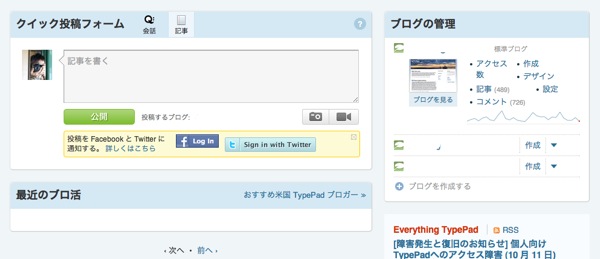 クイック投稿フォーム
会話
記事
?
記事を書く
公開
投稿するブログ:
投稿を Facebook と Twitter に
通知する。 詳しくはこちら
f Log In
t Sign in with Twitter
最近のブロ活
おすすめ米国 TypePad ブロガー »
‹ 次へ • 前へ ›
ブログの管理
標準ブログ
ブログを見る
• アクセス数
• 作成
• デザイン
• 記事 (489)
• 設定
• コメント (726)
作成
作成
ブログを作成する
Everything TypePad
RSS
[障害発生と復旧のお知らせ] 個人向け
TypePadへのアクセス障害 (10 月 11 日)